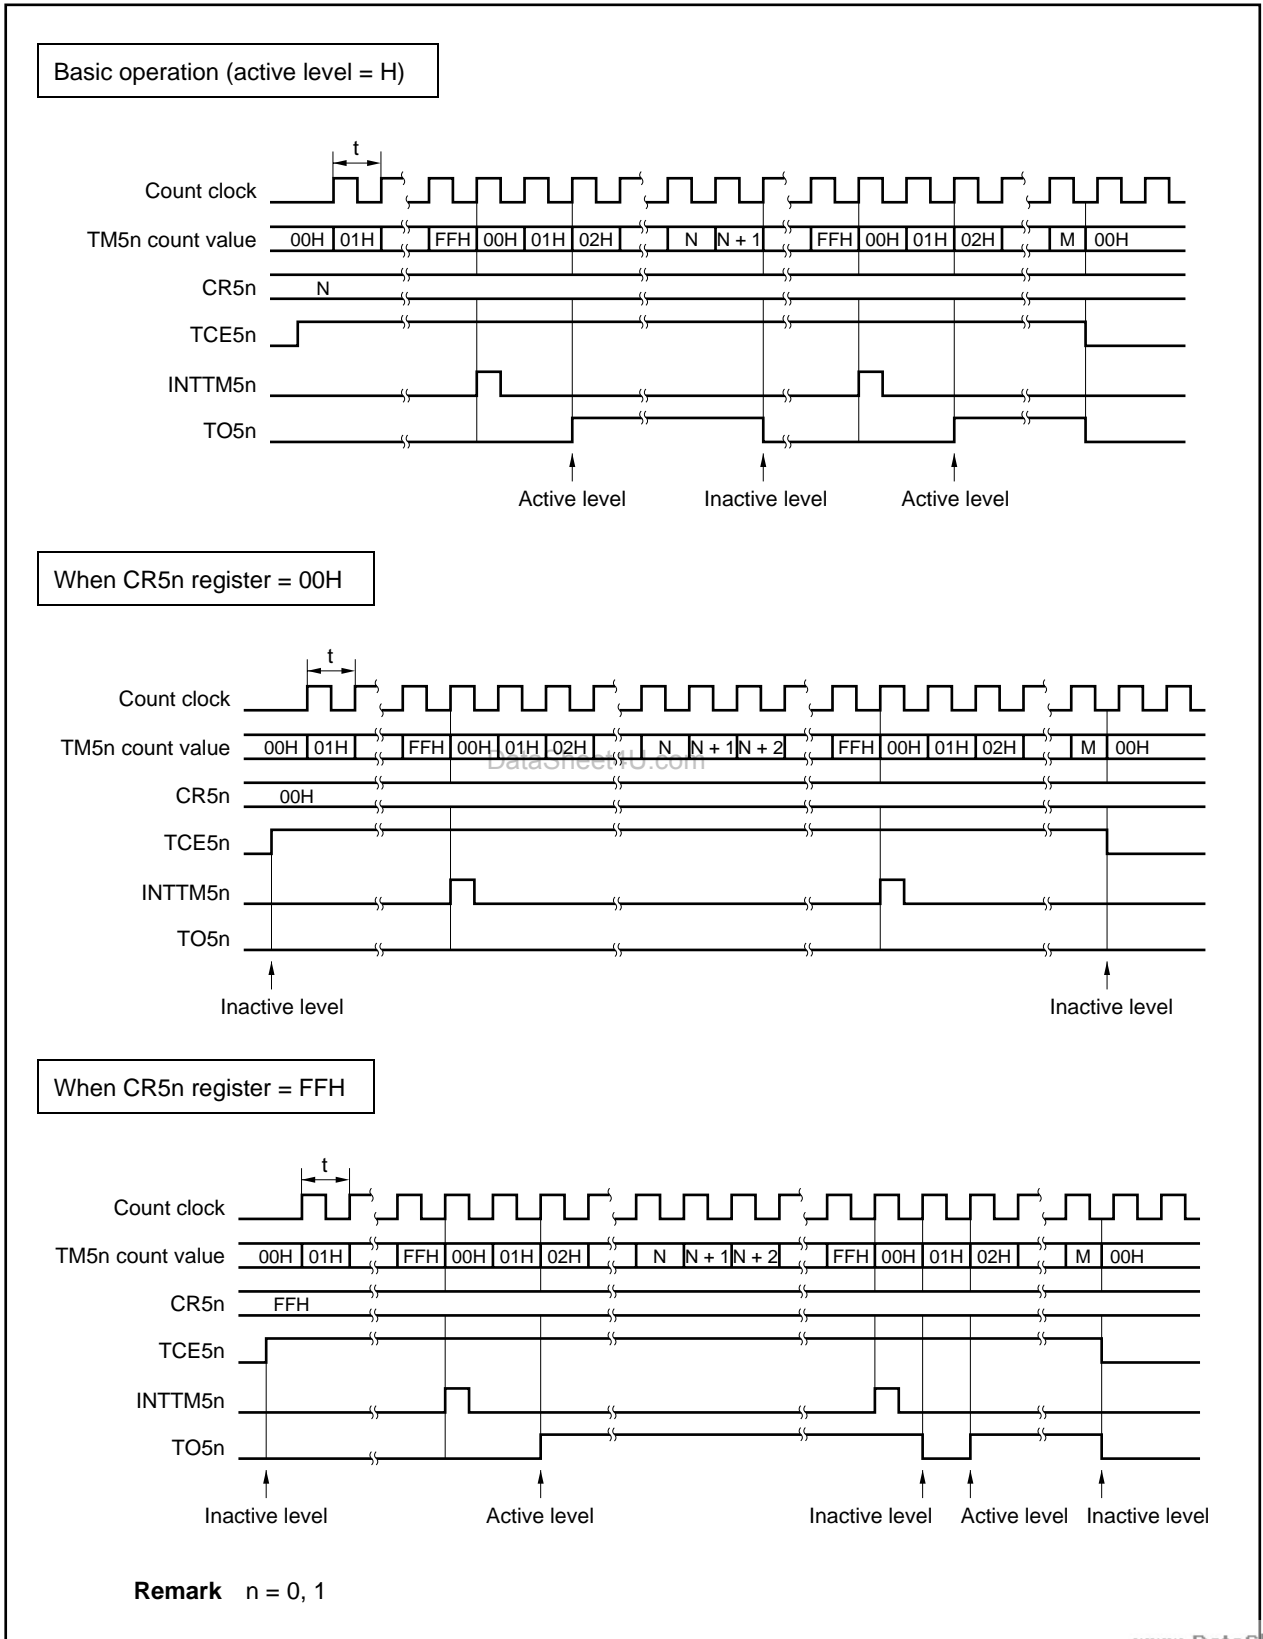 Basic operation (active level = H)
t
Count clock
TM5n count value 00H 01H FFH 00H 01H 02H N N + 1 FFH 00H 01H 02H M 00H
CR5n N
TCE5n
INTTM5n
TO5n
Active level Inactive level Active level
When CR5n register = 00H
t
Count clock
TM5n count value 00H 01H FFH 00H 01H 02H N N + 1 N + 2 FFH 00H 01H 02H M 00H
DataSheet4U.com
CR5n 00H
TCE5n
INTTM5n
TO5n
Inactive level Inactive level
When CR5n register = FFH
t
Count clock
TM5n count value 00H 01H FFH 00H 01H 02H N N + 1 N + 2 FFH 00H 01H 02H M 00H
CR5n FFH
TCE5n
INTTM5n
TO5n
Inactive level Active level Inactive level Active level Inactive level
Remark n = 0, 1